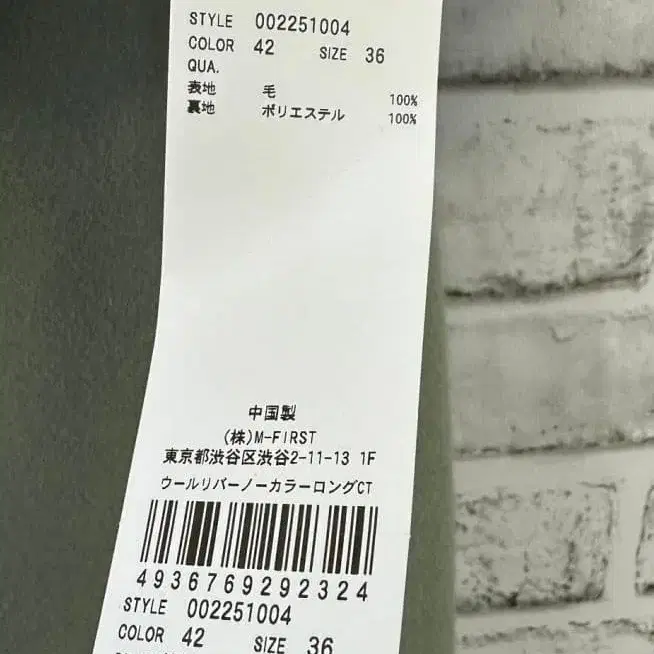 STYLE 002251004
COLOR 42 SIZE 36
QUA.
表地 毛 100%
裏地 ポリエステル 100%
中国製
(株)M-FIRST
東京都渋谷区渋谷2-11-13 1F
ウールリバーノーカラーロングCT
4936769292324
STYLE 002251004
COLOR 42 SIZE 36